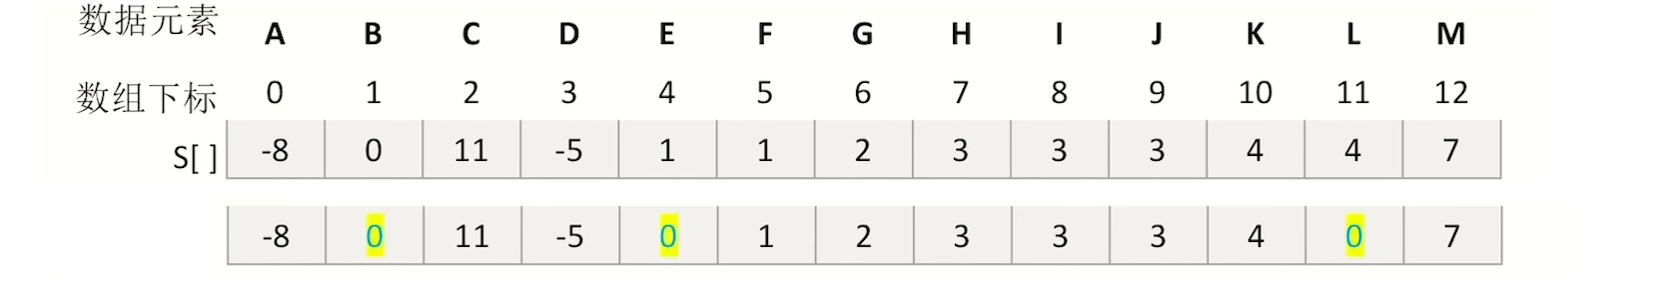 数据元素 A B C D E F G H I J K L M
数组下标 0 1 2 3 4 5 6 7 8 9 10 11 12
S[ ] -8 0 11 -5 1 1 2 3 3 3 4 4 7
-8 0 11 -5 0 1 2 3 3 3 4 0 7